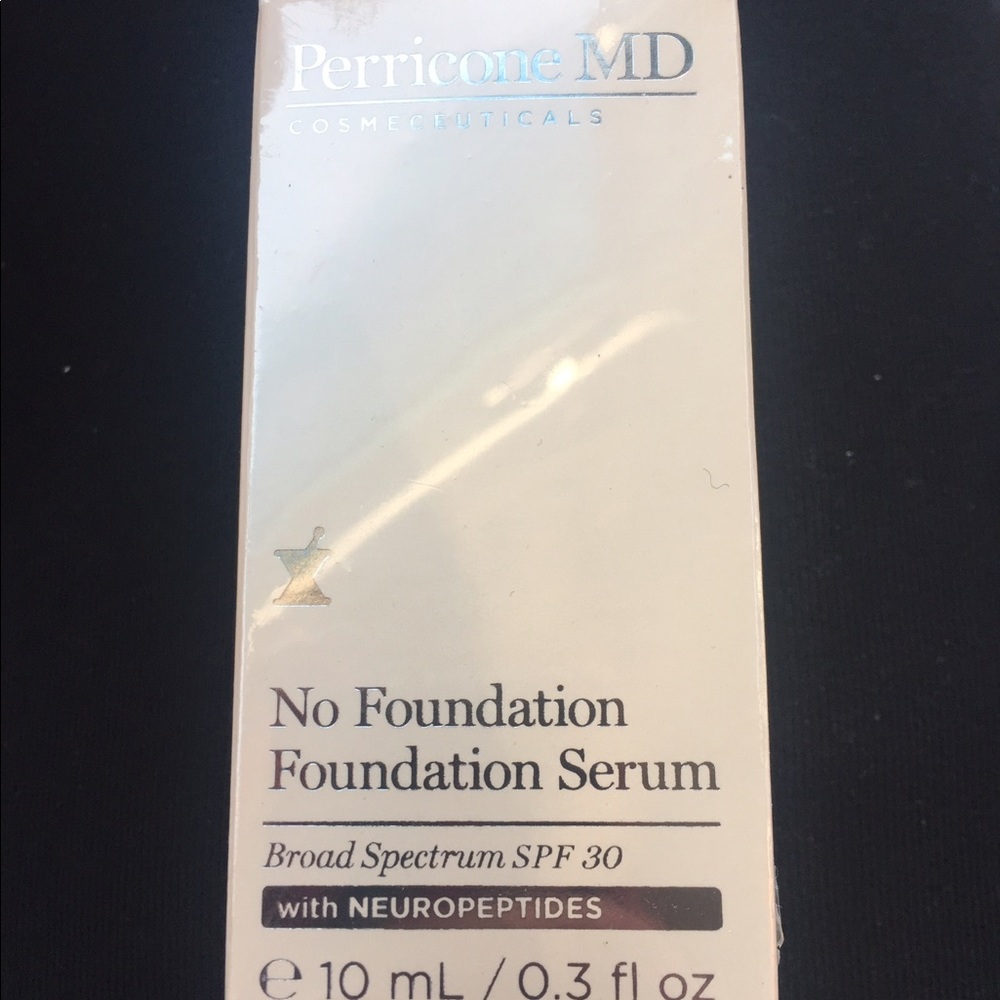 Perricone MD
COSMECEUTICALS
No Foundation
Foundation Serum
Broad Spectrum SPF 30
with NEUROPEPTIDES
℮ 10 mL / 0.3 fl oz